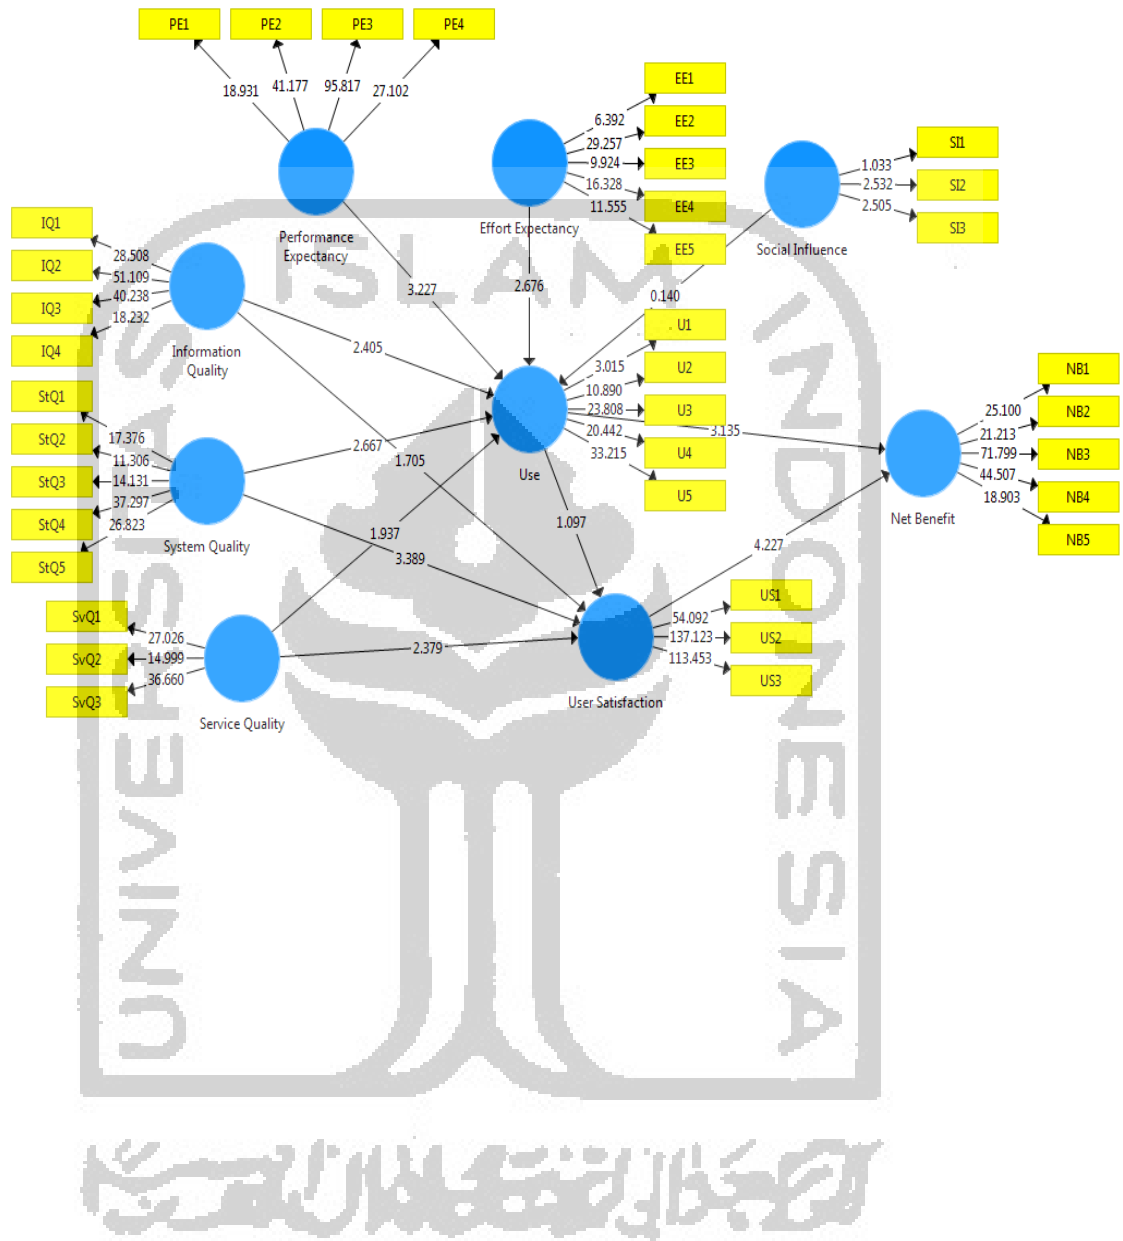 PE1
PE2
PE3
PE4
18.931
41.177
95.817
27.102
Performance
Expectancy
EE1
EE2
EE3
EE4
EE5
6.392
29.257
9.924
16.328
11.555
Effort Expectancy
SI1
SI2
SI3
1.033
2.532
2.505
Social Influence
IQ1
IQ2
IQ3
IQ4
28.508
51.109
40.238
18.232
Information
Quality
3.227
2.676
0.140
2.405
U1
U2
U3
U4
U5
3.015
10.890
23.808
20.442
33.215
Use
3.135
NB1
NB2
NB3
NB4
NB5
25.100
21.213
71.799
44.507
18.903
Net Benefit
StQ1
StQ2
StQ3
StQ4
StQ5
17.376
11.306
14.131
37.297
26.823
System Quality
2.667
1.705
1.937
3.389
1.097
4.227
SvQ1
SvQ2
SvQ3
27.026
14.999
36.660
Service Quality
2.379
US1
US2
US3
54.092
137.123
113.453
User Satisfaction
UNIVERSITAS
ISLAM
INDONESIA